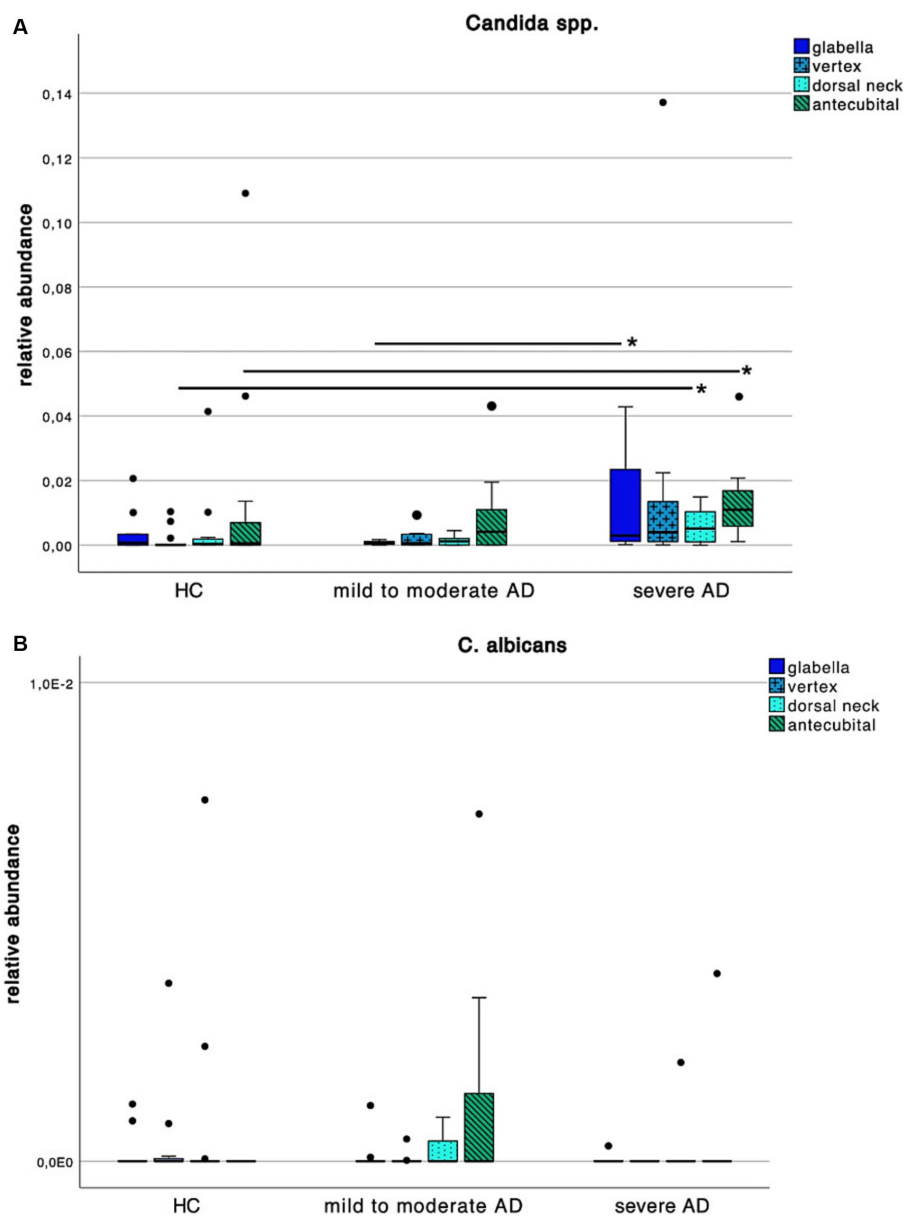 A
Candida spp.
glabella
vertex
dorsal neck
antecubital
relative abundance
0,14
0,12
0,10
0,08
0,06
0,04
0,02
0,00
*
*
*
HC
mild to moderate AD
severe AD
B
C. albicans
glabella
vertex
dorsal neck
antecubital
relative abundance
1,0E-2
0,0E0
HC
mild to moderate AD
severe AD